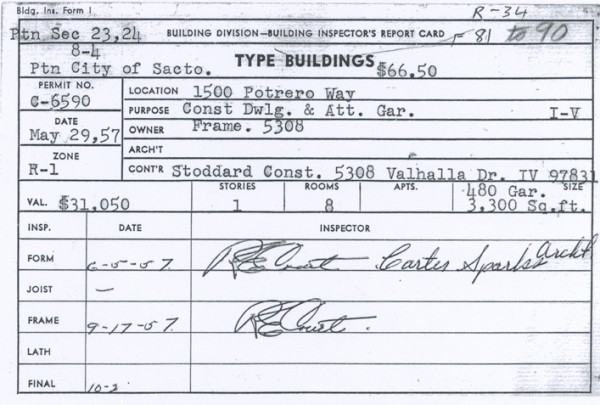 Bldg. Ins. Form 1
R-34
Ptn Sec 23,24 BUILDING DIVISION—BUILDING INSPECTOR'S REPORT CARD F 81 to 90
8-4
Ptn City of Sacto. TYPE BUILDINGS $66.50
PERMIT NO. C-6590
LOCATION 1500 Potrero Way
PURPOSE Const Dwlg. & Att. Gar. I-V
DATE May 29,57
OWNER Frame. 5308
ARCH'T
ZONE R-1
CONT'R Stoddard Const. 5308 Valhalla Dr. IV 97831
STORIES ROOMS APTS. 480 Gar. SIZE
VAL. $31,050 1 8 3,300 Sq.ft.
INSP. DATE INSPECTOR
FORM 6-5-57 Carter Sparks Archt
JOIST —
FRAME 9-17-57
LATH
FINAL 10-2